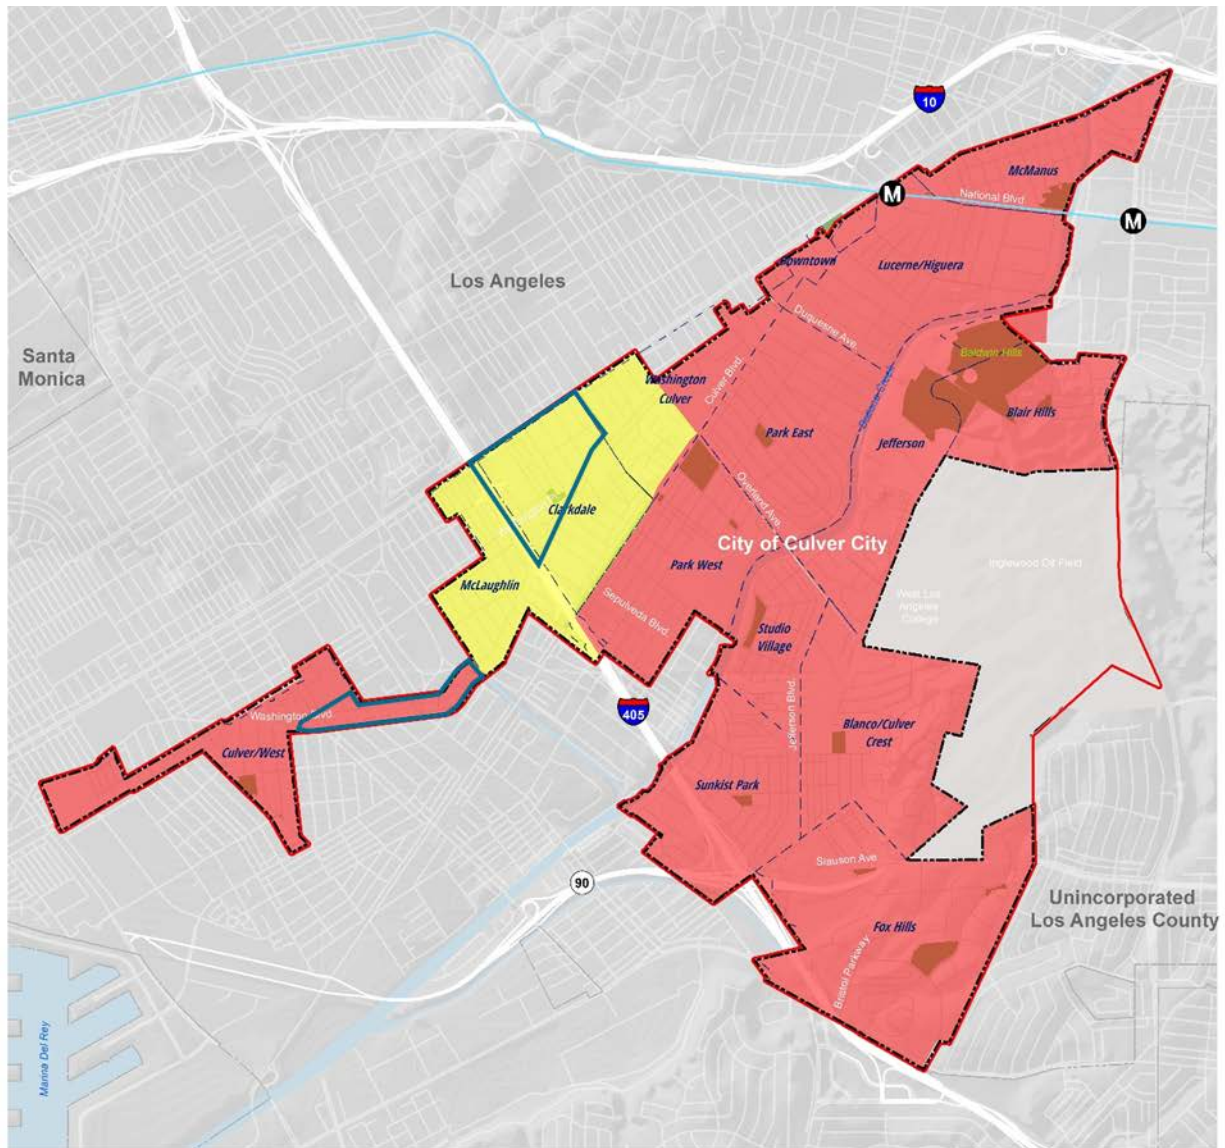 10
McManus
National Blvd.
M
M
Los Angeles
Downtown
Lucerne/Higuera
Duquesne Ave.
Santa
Monica
Baldwin Hills
Washington
Culver
Culver Blvd.
Blair Hills
Park East
Jefferson
Overland Ave.
Clarkdale
City of Culver City
Inglewood Oil Field
Park West
McLaughlin
Sepulveda Blvd.
West Los
Angeles
College
Studio
Village
405
Washington Blvd.
Jefferson Blvd.
Blanco/Culver
Crest
Culver/West
Sunkist Park
Slauson Ave
90
Unincorporated
Los Angeles County
Fox Hills
Bristol Parkway
Marina Del Rey